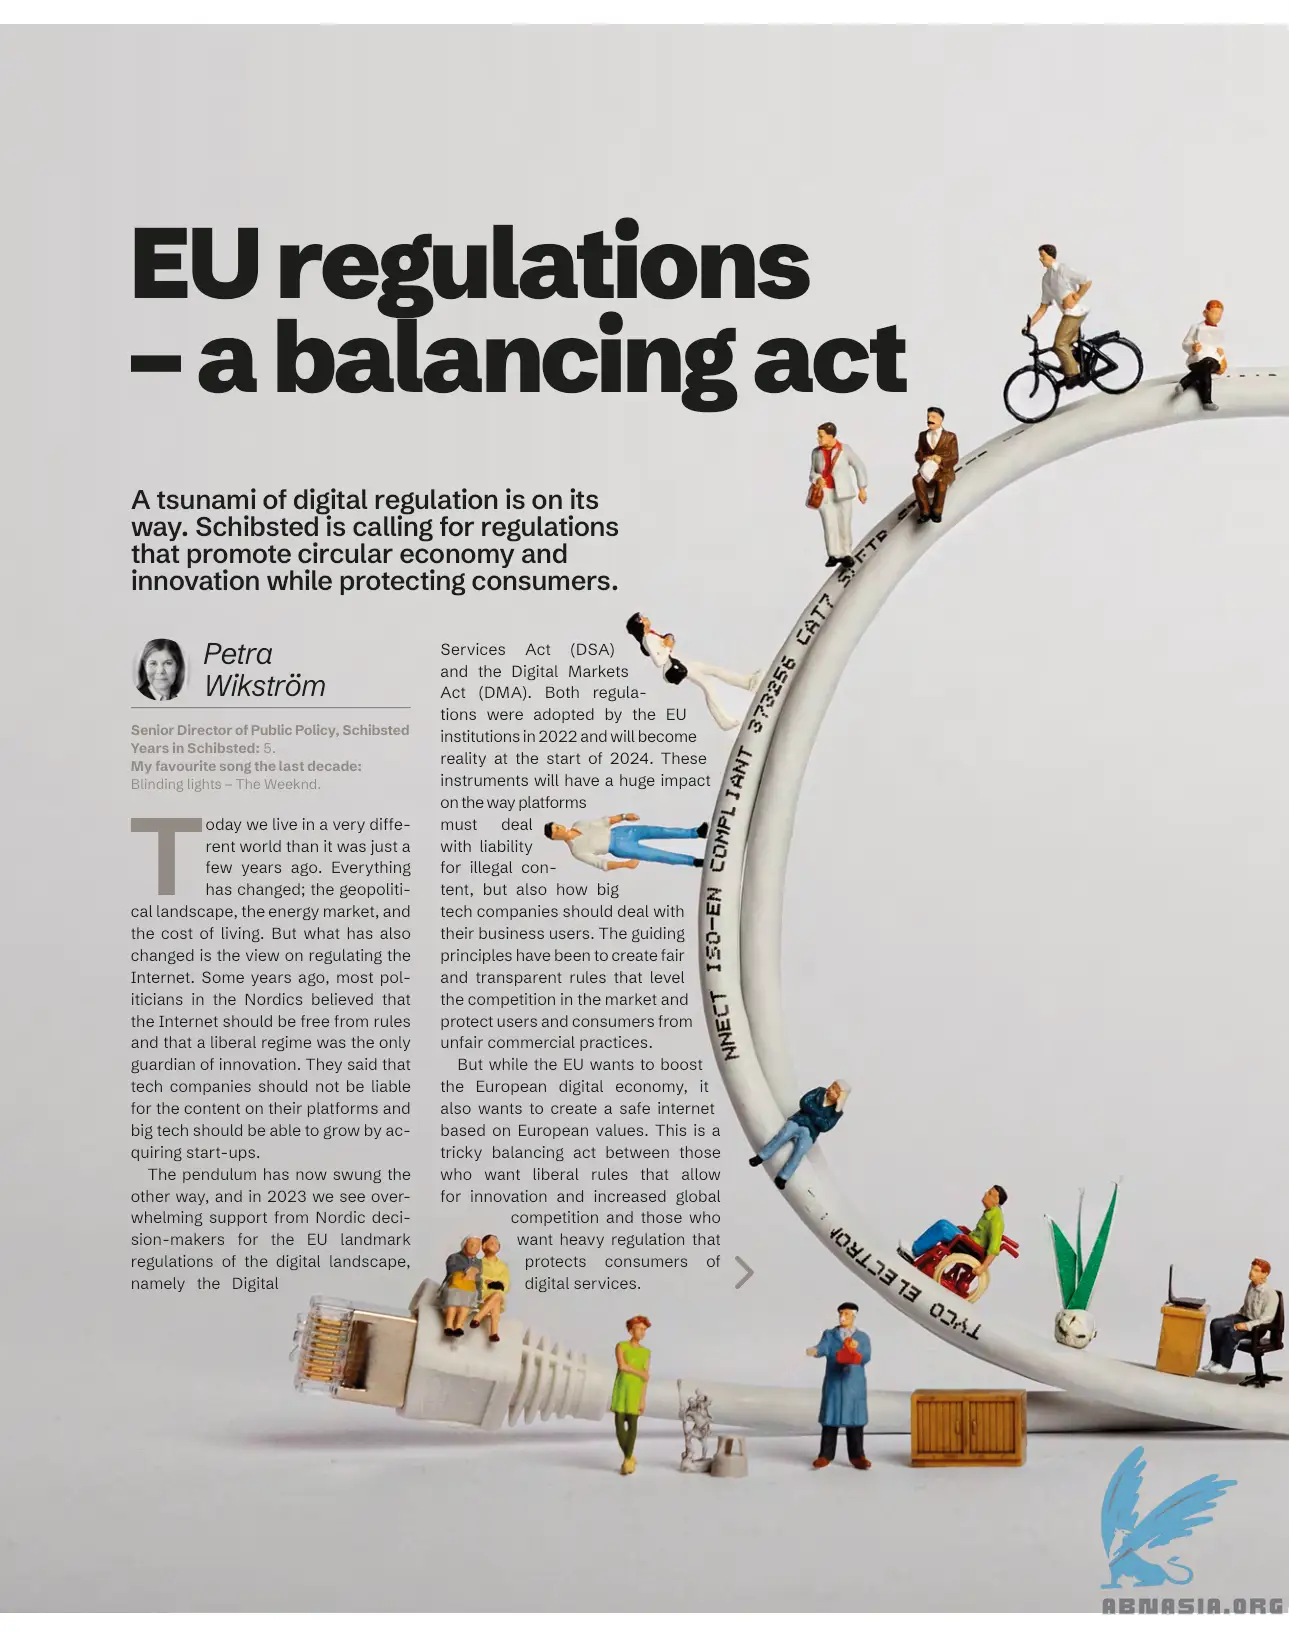 EU regulations
– a balancing act
A tsunami of digital regulation is on its
way. Schibsted is calling for regulations
that promote circular economy and
innovation while protecting consumers.
Petra
Wikström
Senior Director of Public Policy, Schibsted
Years in Schibsted: 5.
My favourite song the last decade:
Blinding lights – The Weeknd.
Today we live in a very diffe-
rent world than it was just a
few years ago. Everything
has changed; the geopoliti-
cal landscape, the energy market, and
the cost of living. But what has also
changed is the view on regulating the
Internet. Some years ago, most pol-
iticians in the Nordics believed that
the Internet should be free from rules
and that a liberal regime was the only
guardian of innovation. They said that
tech companies should not be liable
for the content on their platforms and
big tech should be able to grow by ac-
quiring start-ups.
The pendulum has now swung the
other way, and in 2023 we see over-
whelming support from Nordic deci-
sion-makers for the EU landmark
regulations of the digital landscape,
namely the Digital
Services Act (DSA)
and the Digital Markets
Act (DMA). Both regula-
tions were adopted by the EU
institutions in 2022 and will become
reality at the start of 2024. These
instruments will have a huge impact
on the way platforms
must deal
with liability
for illegal con-
tent, but also how big
tech companies should deal with
their business users. The guiding
principles have been to create fair
and transparent rules that level
the competition in the market and
protect users and consumers from
unfair commercial practices.
But while the EU wants to boost
the European digital economy, it
also wants to create a safe internet
based on European values. This is a
tricky balancing act between those
who want liberal rules that allow
for innovation and increased global
competition and those who
want heavy regulation that
protects consumers of
digital services.
NNECT ISO-EN COMPLIANT 373256 CAT7
TYCO ELECTRON
ABNASIA.ORG